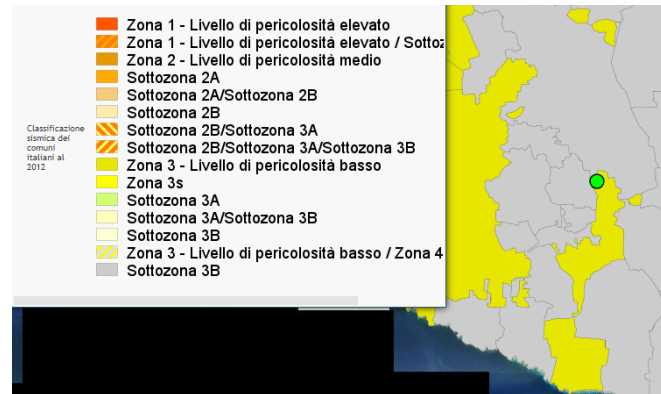 Zona 1 - Livello di pericolosità elevato
Zona 1 - Livello di pericolosità elevato / Sottoz
Zona 2 - Livello di pericolosità medio
Sottozona 2A
Sottozona 2A/Sottozona 2B
Sottozona 2B
Sottozona 2B/Sottozona 3A
Sottozona 2B/Sottozona 3A/Sottozona 3B
Zona 3 - Livello di pericolosità basso
Zona 3s
Sottozona 3A
Sottozona 3A/Sottozona 3B
Sottozona 3B
Zona 3 - Livello di pericolosità basso / Zona 4
Sottozona 3B
Classificazione
sismica dei
comuni
italiani al
2012